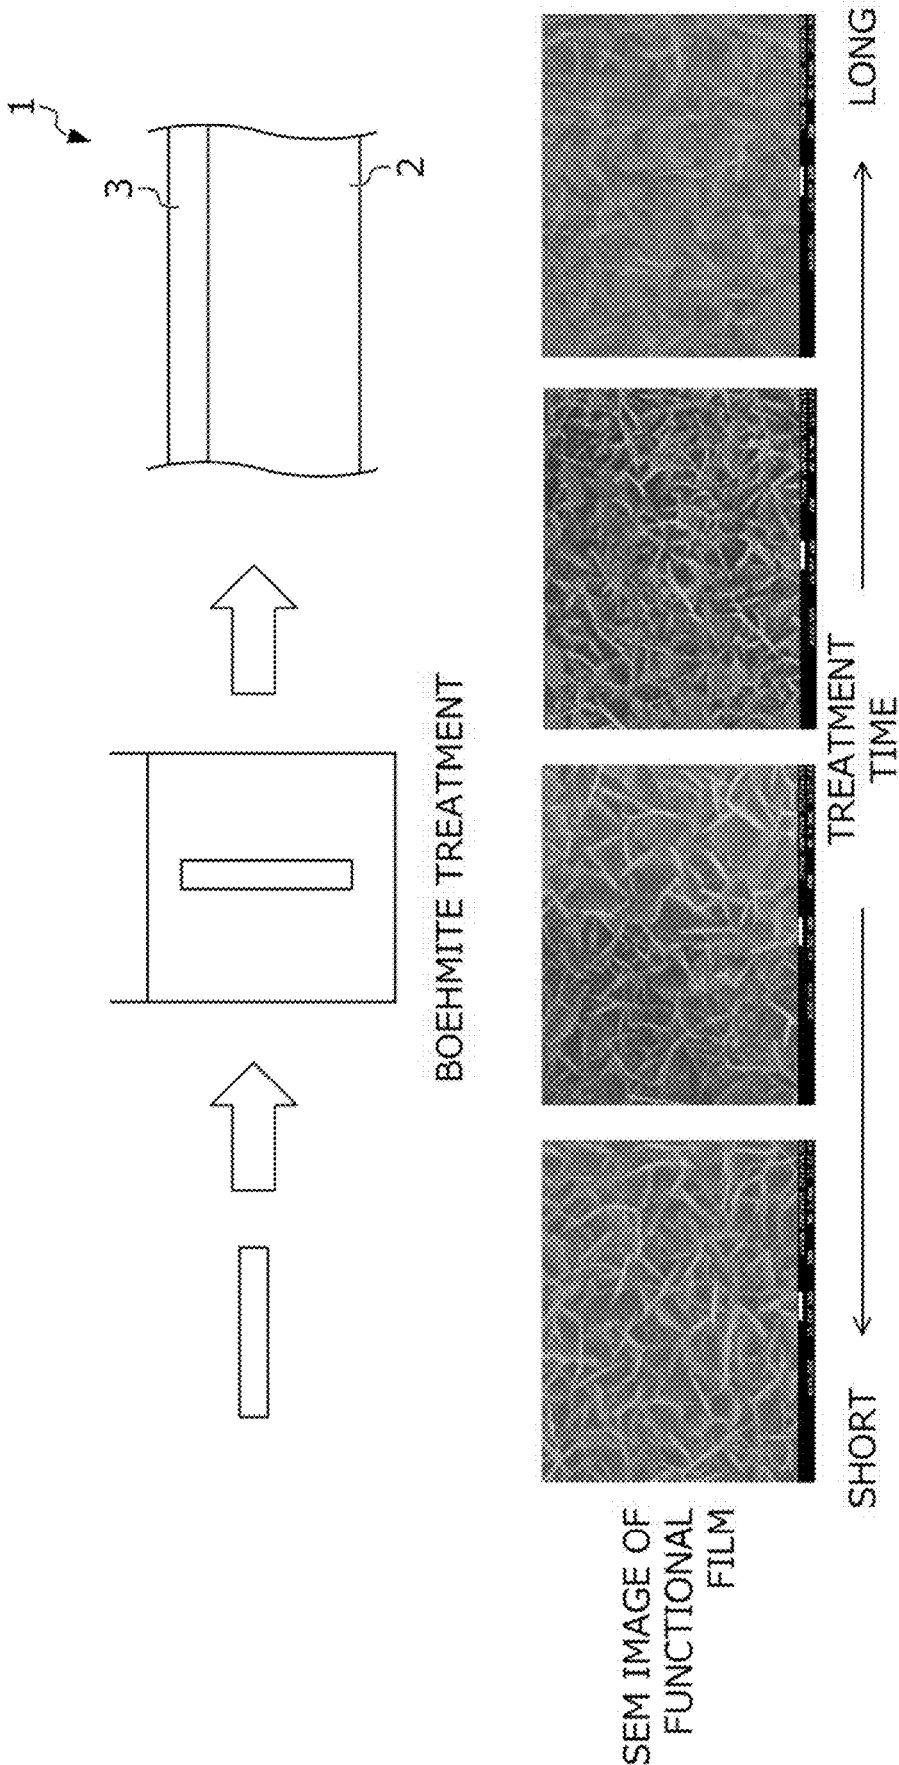 1
3
2
BOEHMITE TREATMENT
SEM IMAGE OF
FUNCTIONAL
FILM
SHORT
TREATMENT
TIME
LONG